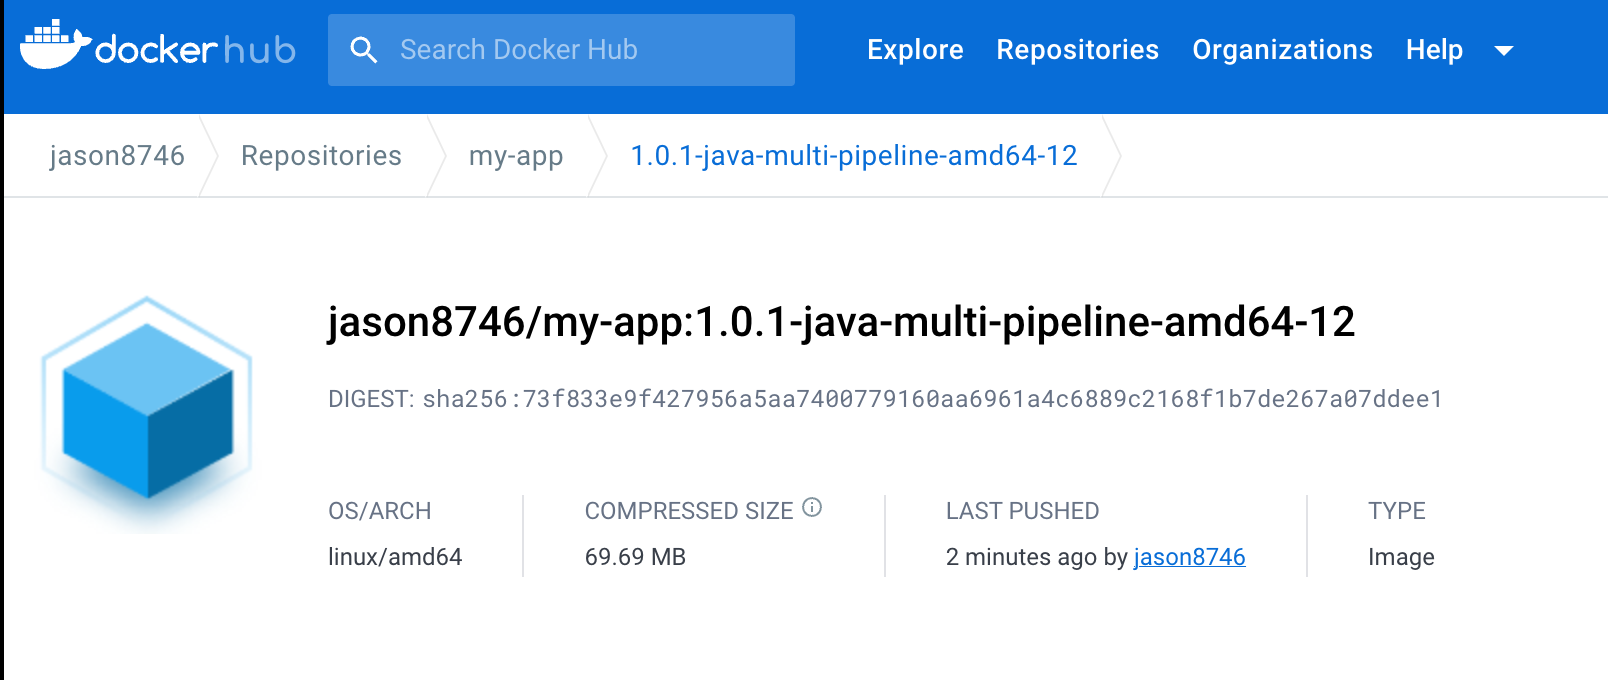 dockerhub
Search Docker Hub
Explore Repositories Organizations Help
jason8746 Repositories my-app 1.0.1-java-multi-pipeline-amd64-12
jason8746/my-app:1.0.1-java-multi-pipeline-amd64-12
DIGEST: sha256:73f833e9f427956a5aa7400779160aa6961a4c6889c2168f1b7de267a07ddee1
OS/ARCH COMPRESSED SIZE LAST PUSHED TYPE
linux/amd64 69.69 MB 2 minutes ago by jason8746 Image